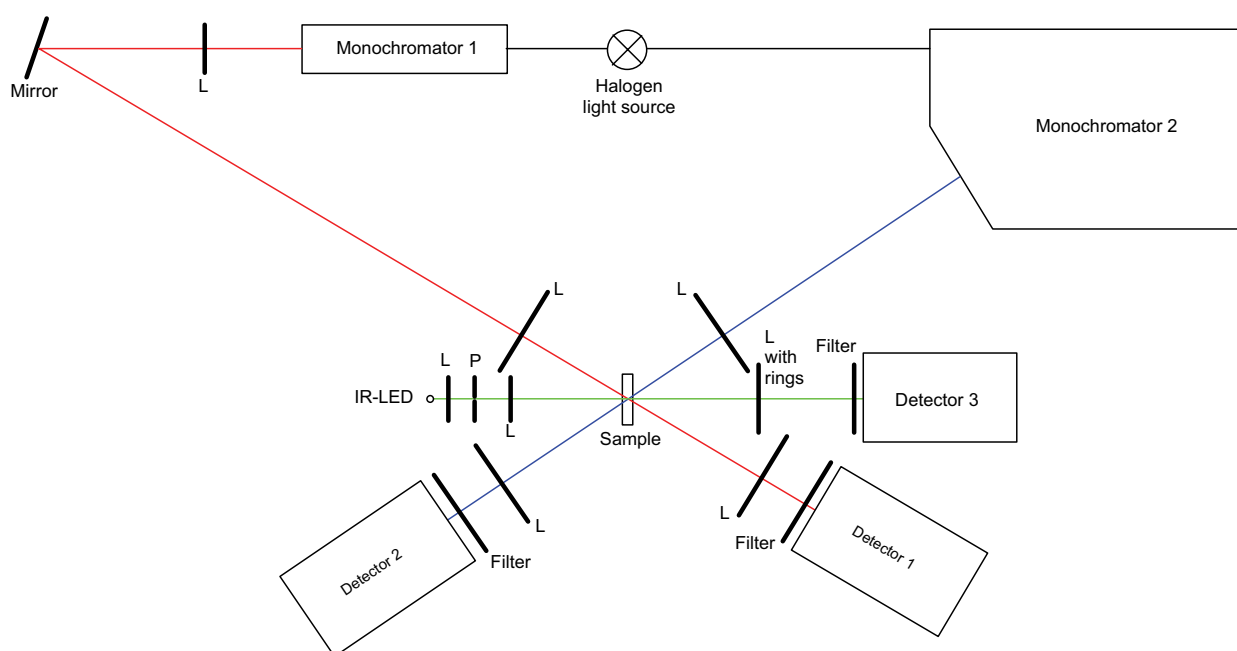 Monochromator 1
Mirror
L
Halogen
light source
Monochromator 2
L
L
L
with
rings
Filter
L
P
IR-LED
L
Sample
Detector 3
L
Filter
Detector 1
L
Filter
Detector 2